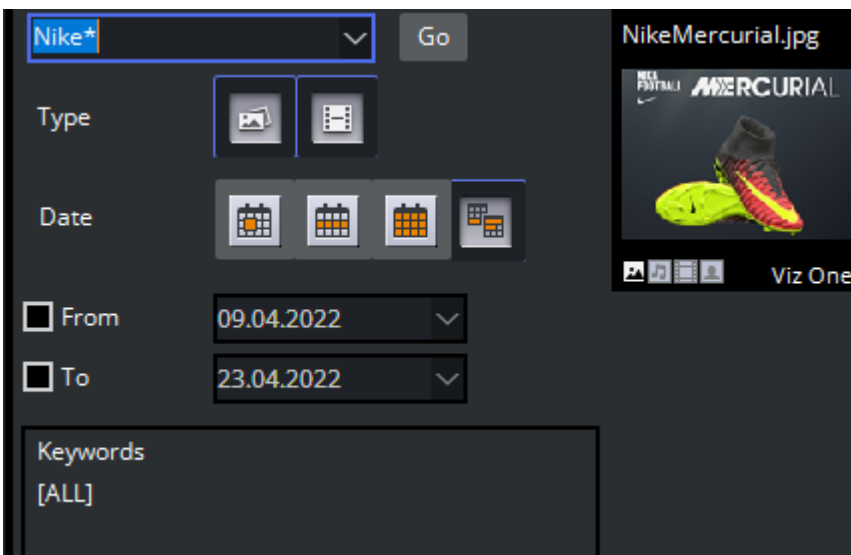 Nike*
Go
Type
Date
From
09.04.2022
To
23.04.2022
Keywords
[ALL]
NikeMercurial.jpg
FOOTBALL
MERCURIAL
Viz One